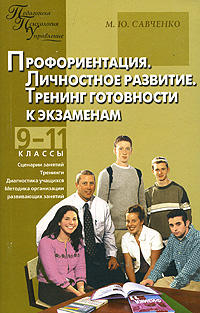 Педагогика
Психология
Управление
М. Ю. САВЧЕНКО
ПРОФОРИЕНТАЦИЯ.
ЛИЧНОСТНОЕ РАЗВИТИЕ.
ТРЕНИНГ ГОТОВНОСТИ
К ЭКЗАМЕНАМ
9–11
КЛАССЫ
Сценарии занятий
Тренинги
Диагностика учащихся
Методика организации
развивающих занятий